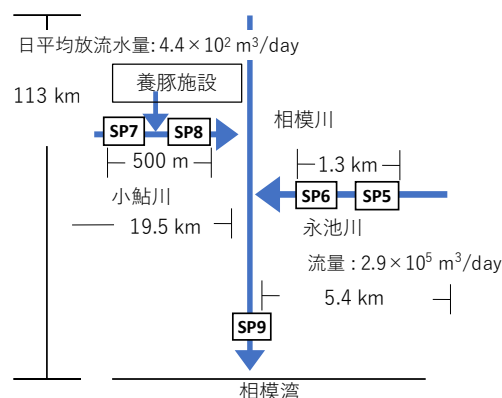 日平均放流水量: 4.4×10² m³/day
養豚施設
113 km
SP7
SP8
相模川
500 m
1.3 km
小鮎川
SP6
SP5
19.5 km
永池川
流量 : 2.9×10⁵ m³/day
5.4 km
SP9
相模湾